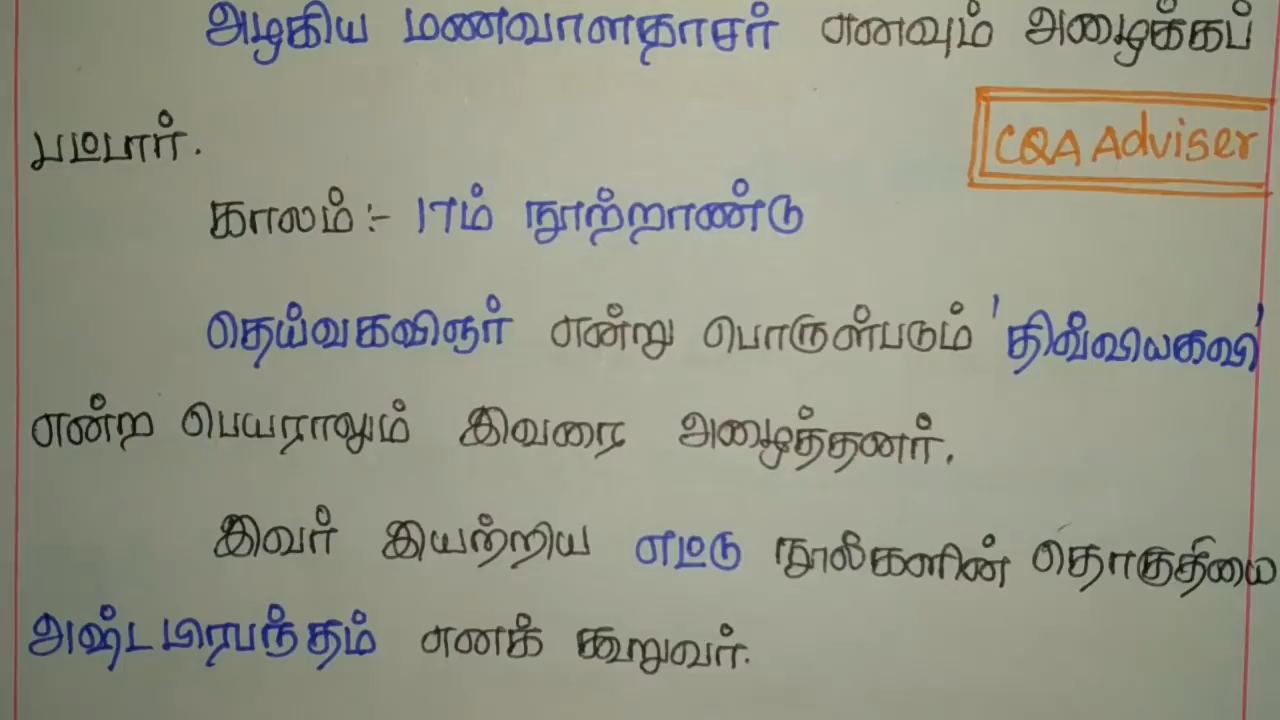 அழகிய மணவாளதாசர் எனவும் அழைக்கப்
படுபார்.
CQA Adviser
காலம் :- 17ம் நூற்றாண்டு
தெய்வகவிஞர் என்று பொருள்படும் 'திவ்வியகவி'
என்ற பெயராலும் இவரை அழைத்தனர்.
இவர் இயற்றிய எட்டு நூல்களின் தொகுதியை
அஷ்டபிரபந்தம் எனக் கூறுவர்.